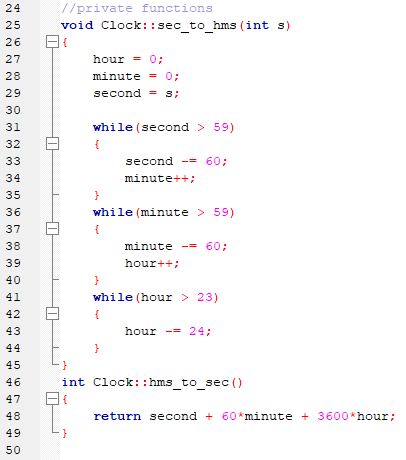 24 //private functions
25 void Clock::sec_to_hms(int s)
26 {
27     hour = 0;
28     minute = 0;
29     second = s;
30
31     while(second > 59)
32     {
33         second -= 60;
34         minute++;
35     }
36     while(minute > 59)
37     {
38         minute -= 60;
39         hour++;
40     }
41     while(hour > 23)
42     {
43         hour -= 24;
44     }
45 }
46 int Clock::hms_to_sec()
47 {
48     return second + 60*minute + 3600*hour;
49 }
50